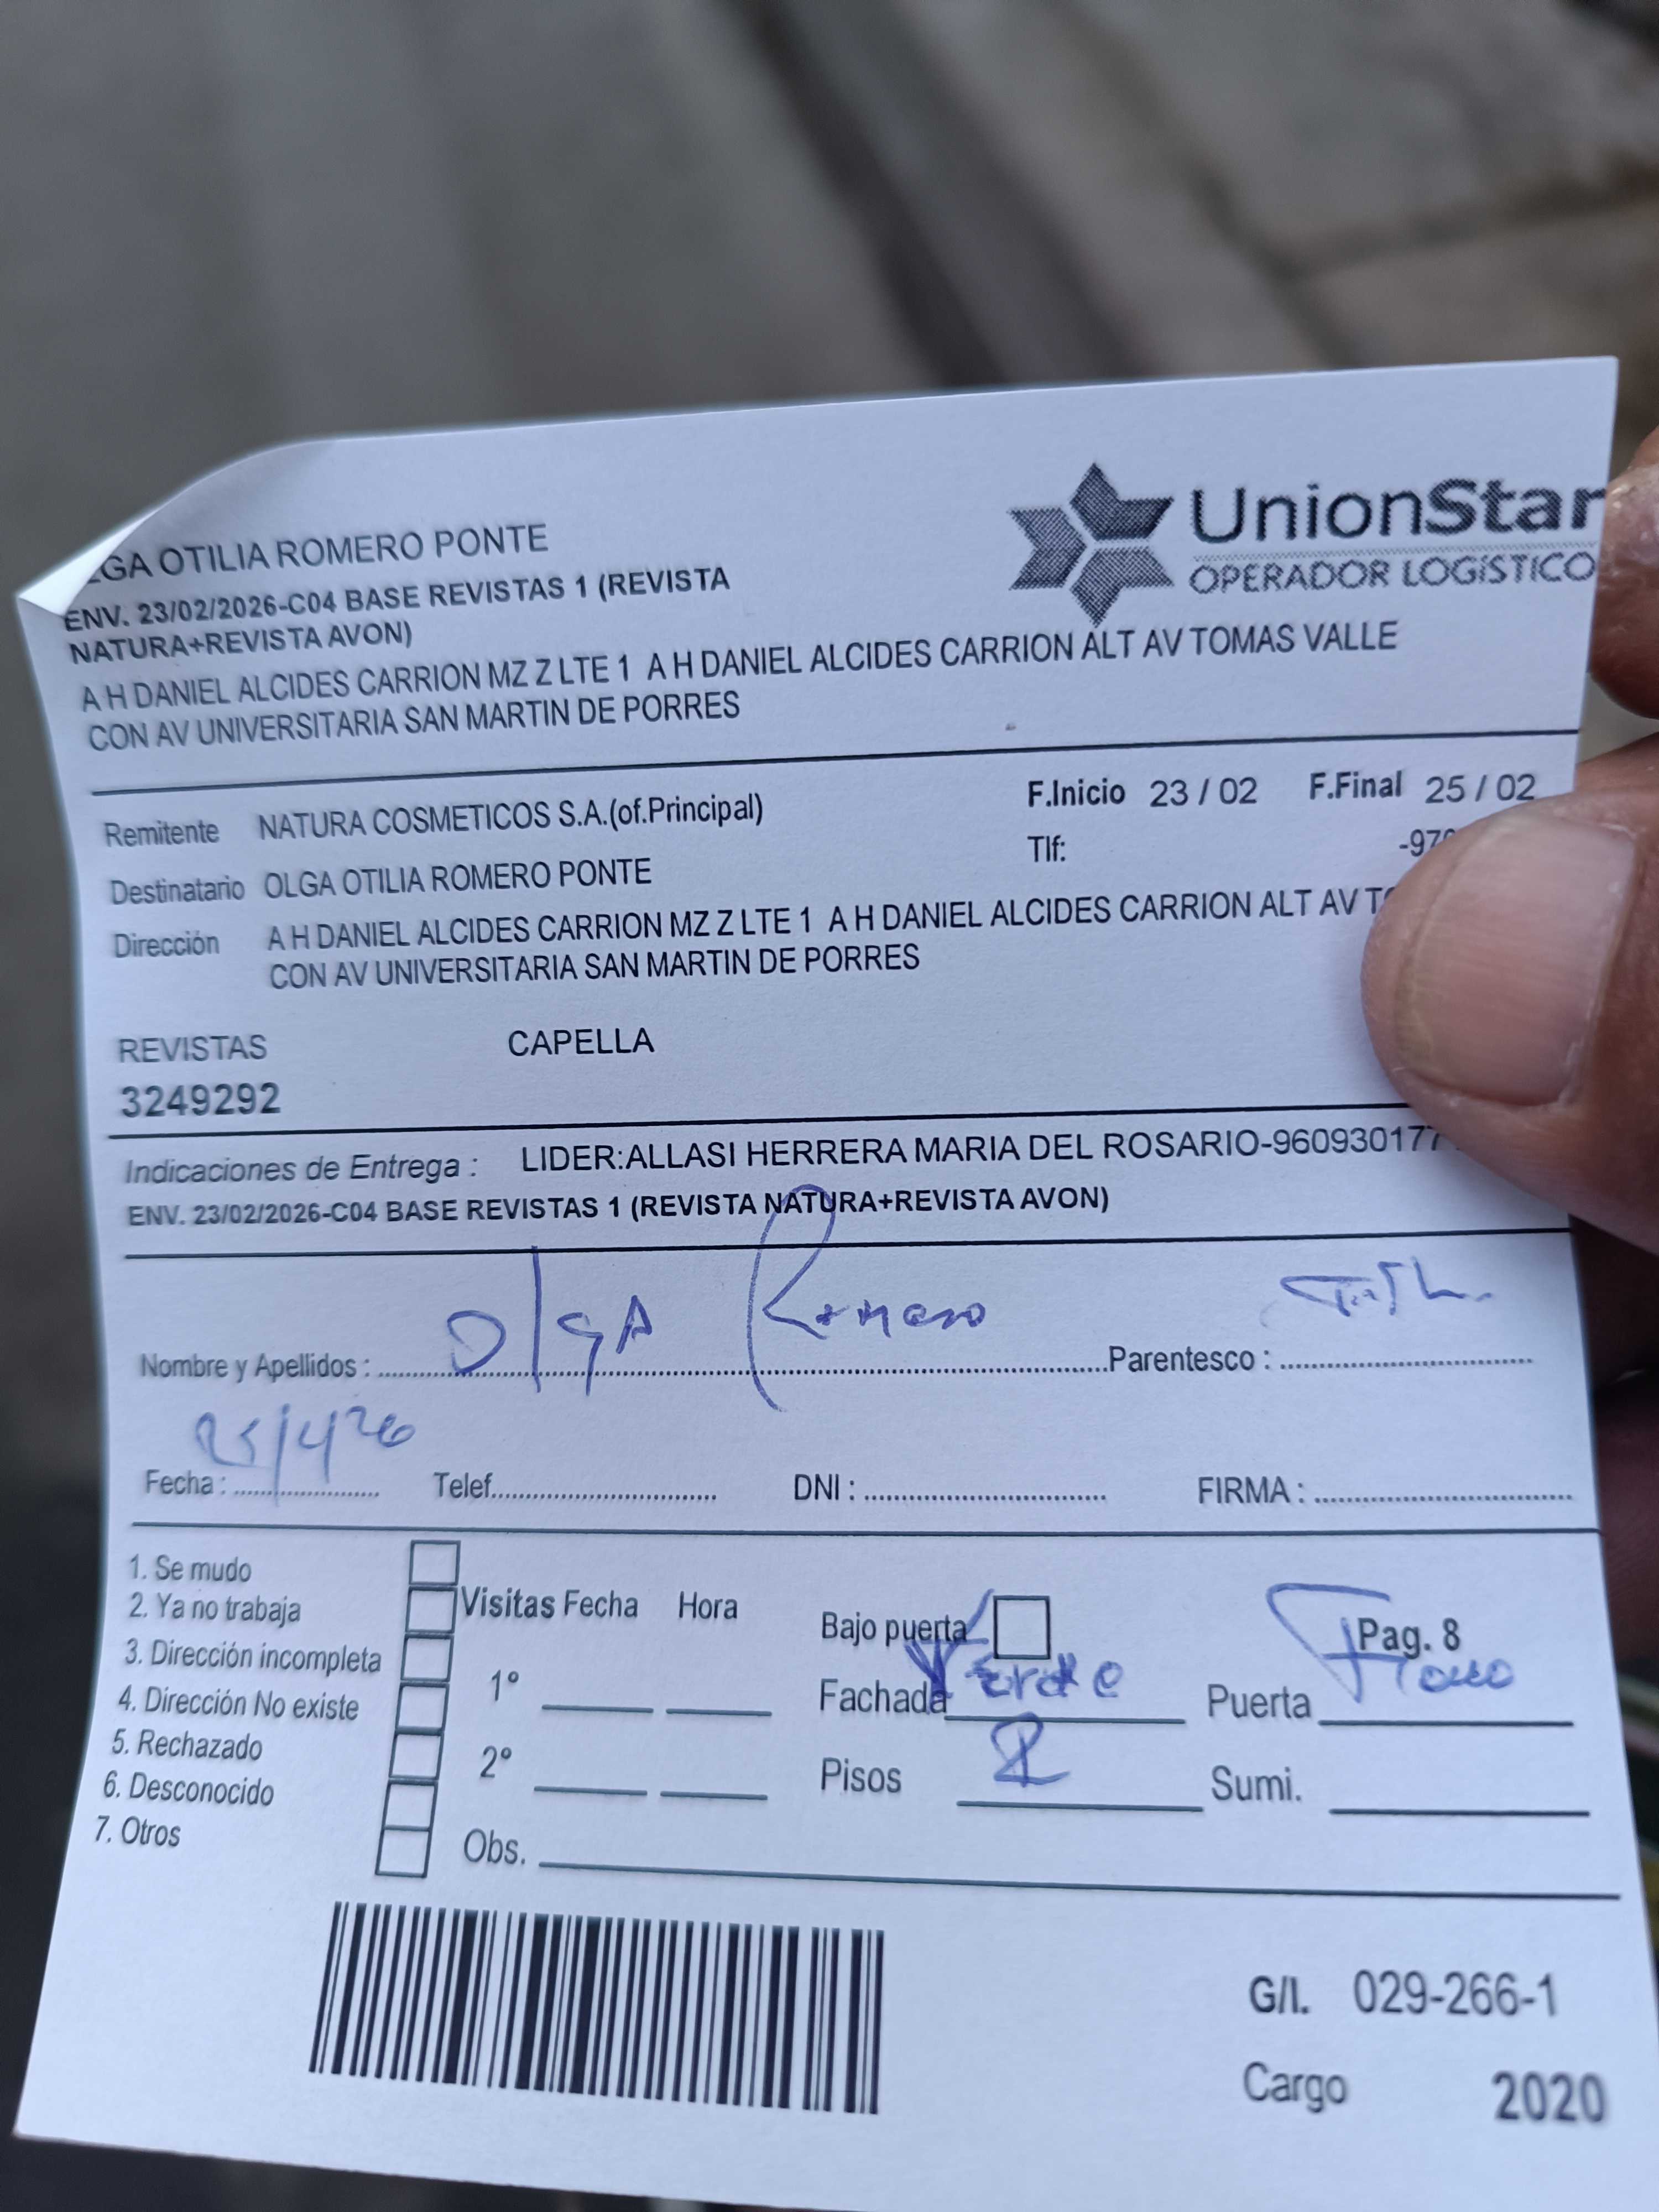 OTILIA ROMERO PONTE
UnionStar
OPERADOR LOGÍSTICO
ENV. 23/02/2026-C04 BASE REVISTAS 1 (REVISTA
NATURA+REVISTA AVON)
A H DANIEL ALCIDES CARRION MZ Z LTE 1 A H DANIEL ALCIDES CARRION ALT AV TOMAS VALLE
CON AV UNIVERSITARIA SAN MARTIN DE PORRES
Remitente NATURA COSMETICOS S.A.(of.Principal) F.Inicio 23 / 02 F.Final 25 / 02
Tlf:
Destinatario OLGA OTILIA ROMERO PONTE
Dirección A H DANIEL ALCIDES CARRION MZ Z LTE 1 A H DANIEL ALCIDES CARRION ALT AV
CON AV UNIVERSITARIA SAN MARTIN DE PORRES
REVISTAS CAPELLA
3249292
Indicaciones de Entrega : LIDER:ALLASI HERRERA MARIA DEL ROSARIO-960930177
ENV. 23/02/2026-C04 BASE REVISTAS 1 (REVISTA NATURA+REVISTA AVON)
Nombre y Apellidos : Olga Romero Parentesco :
Fecha : Telef. DNI : FIRMA :
1. Se mudo
2. Ya no trabaja
3. Dirección incompleta
4. Dirección No existe
5. Rechazado
6. Desconocido
7. Otros
Visitas Fecha Hora
1°
2°
Obs.
Bajo puerta Pag. 8
Fachada Verde Puerta
Pisos Sumi.
G/I. 029-266-1
Cargo 2020